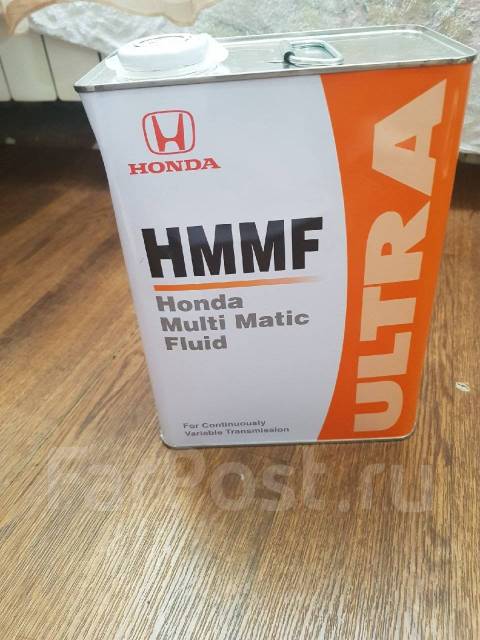 HONDA
HMMF
Honda
Multi Matic
Fluid
For Continuously
Variable Transmission
ULTRA
FarPost.ru